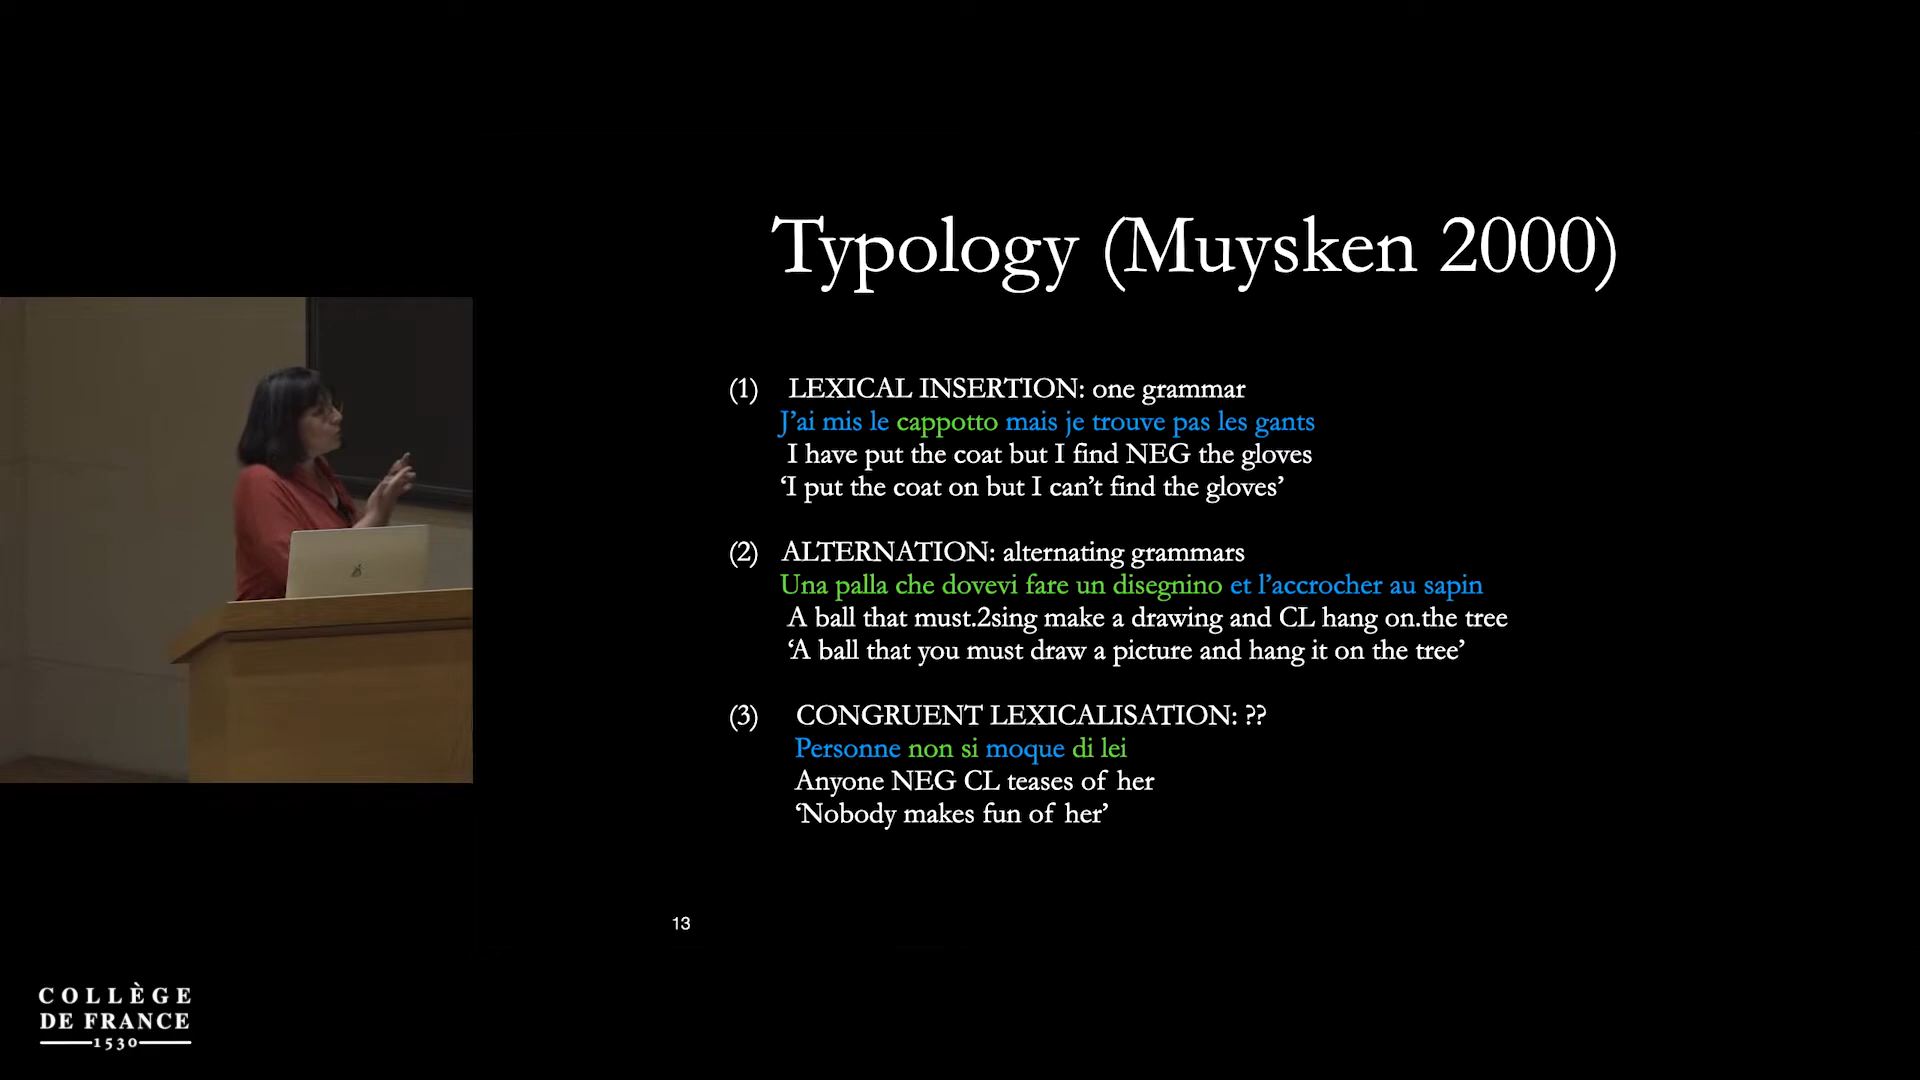 Typology (Muysken 2000)
(1) LEXICAL INSERTION: one grammar
J’ai mis le cappotto mais je trouve pas les gants
I have put the coat but I find NEG the gloves
‘I put the coat on but I can’t find the gloves’
(2) ALTERNATION: alternating grammars
Una palla che dovevi fare un disegnino et l’accrocher au sapin
A ball that must.2sing make a drawing and CL hang on.the tree
‘A ball that you must draw a picture and hang it on the tree’
(3) CONGRUENT LEXICALISATION: ??
Personne non si moque di lei
Anyone NEG CL teases of her
‘Nobody makes fun of her’
13
COLLÈGE
DE FRANCE
1530